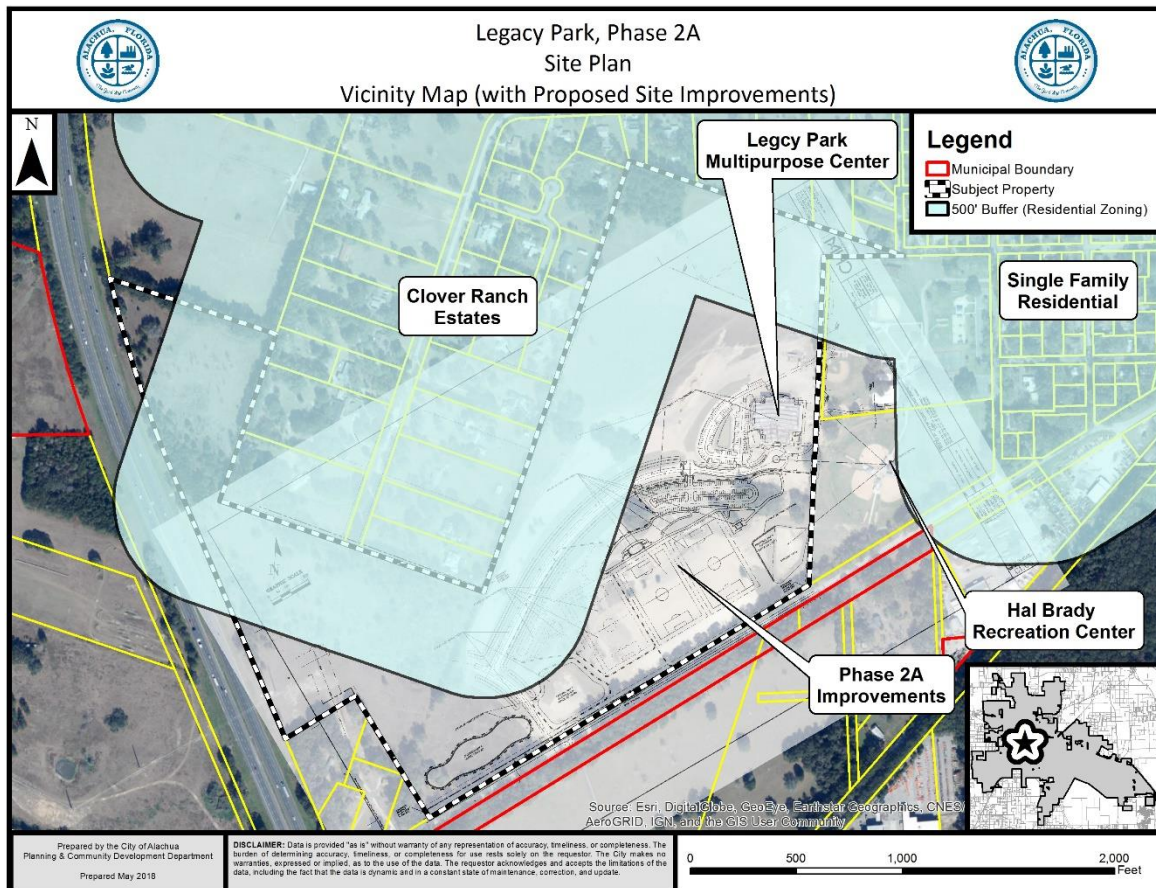 Legacy Park, Phase 2A
Site Plan
Vicinity Map (with Proposed Site Improvements)
ALACHUA, FLORIDA
ALACHUA, FLORIDA
N
Legcy Park
Multipurpose Center
Legend
Municipal Boundary
Subject Property
500' Buffer (Residential Zoning)
Clover Ranch
Estates
Single Family
Residential
Hal Brady
Recreation Center
Phase 2A
Improvements
Source: Esri, DigitalGlobe, GeoEye, Earthstar Geographics, CNES/
AeroGRID, IGN, and the GIS User Community
Prepared by the City of Alachua
Planning & Community Development Department
Prepared May 2018
DISCLAIMER: Data is provided "as is" without warranty of any representation of accuracy, timeliness, or completeness. The
burden of determining accuracy, timeliness, or completeness for use rests solely on the requestor. The City makes no
warranties, expressed or implied, as to the use of the data. The requestor acknowledges and accepts the limitations of the
data, including the fact that the data is dynamic and in a constant state of maintenance, correction, and update.
0 500 1,000 2,000
Feet